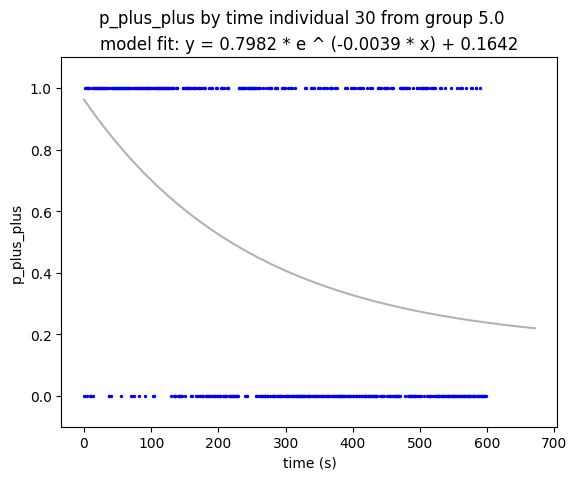 p_plus_plus by time individual 30 from group 5.0
model fit: y = 0.7982 * e ^ (-0.0039 * x) + 0.1642
1.0
0.8
0.6
0.4
0.2
0.0
p_plus_plus
0 100 200 300 400 500 600 700
time (s)